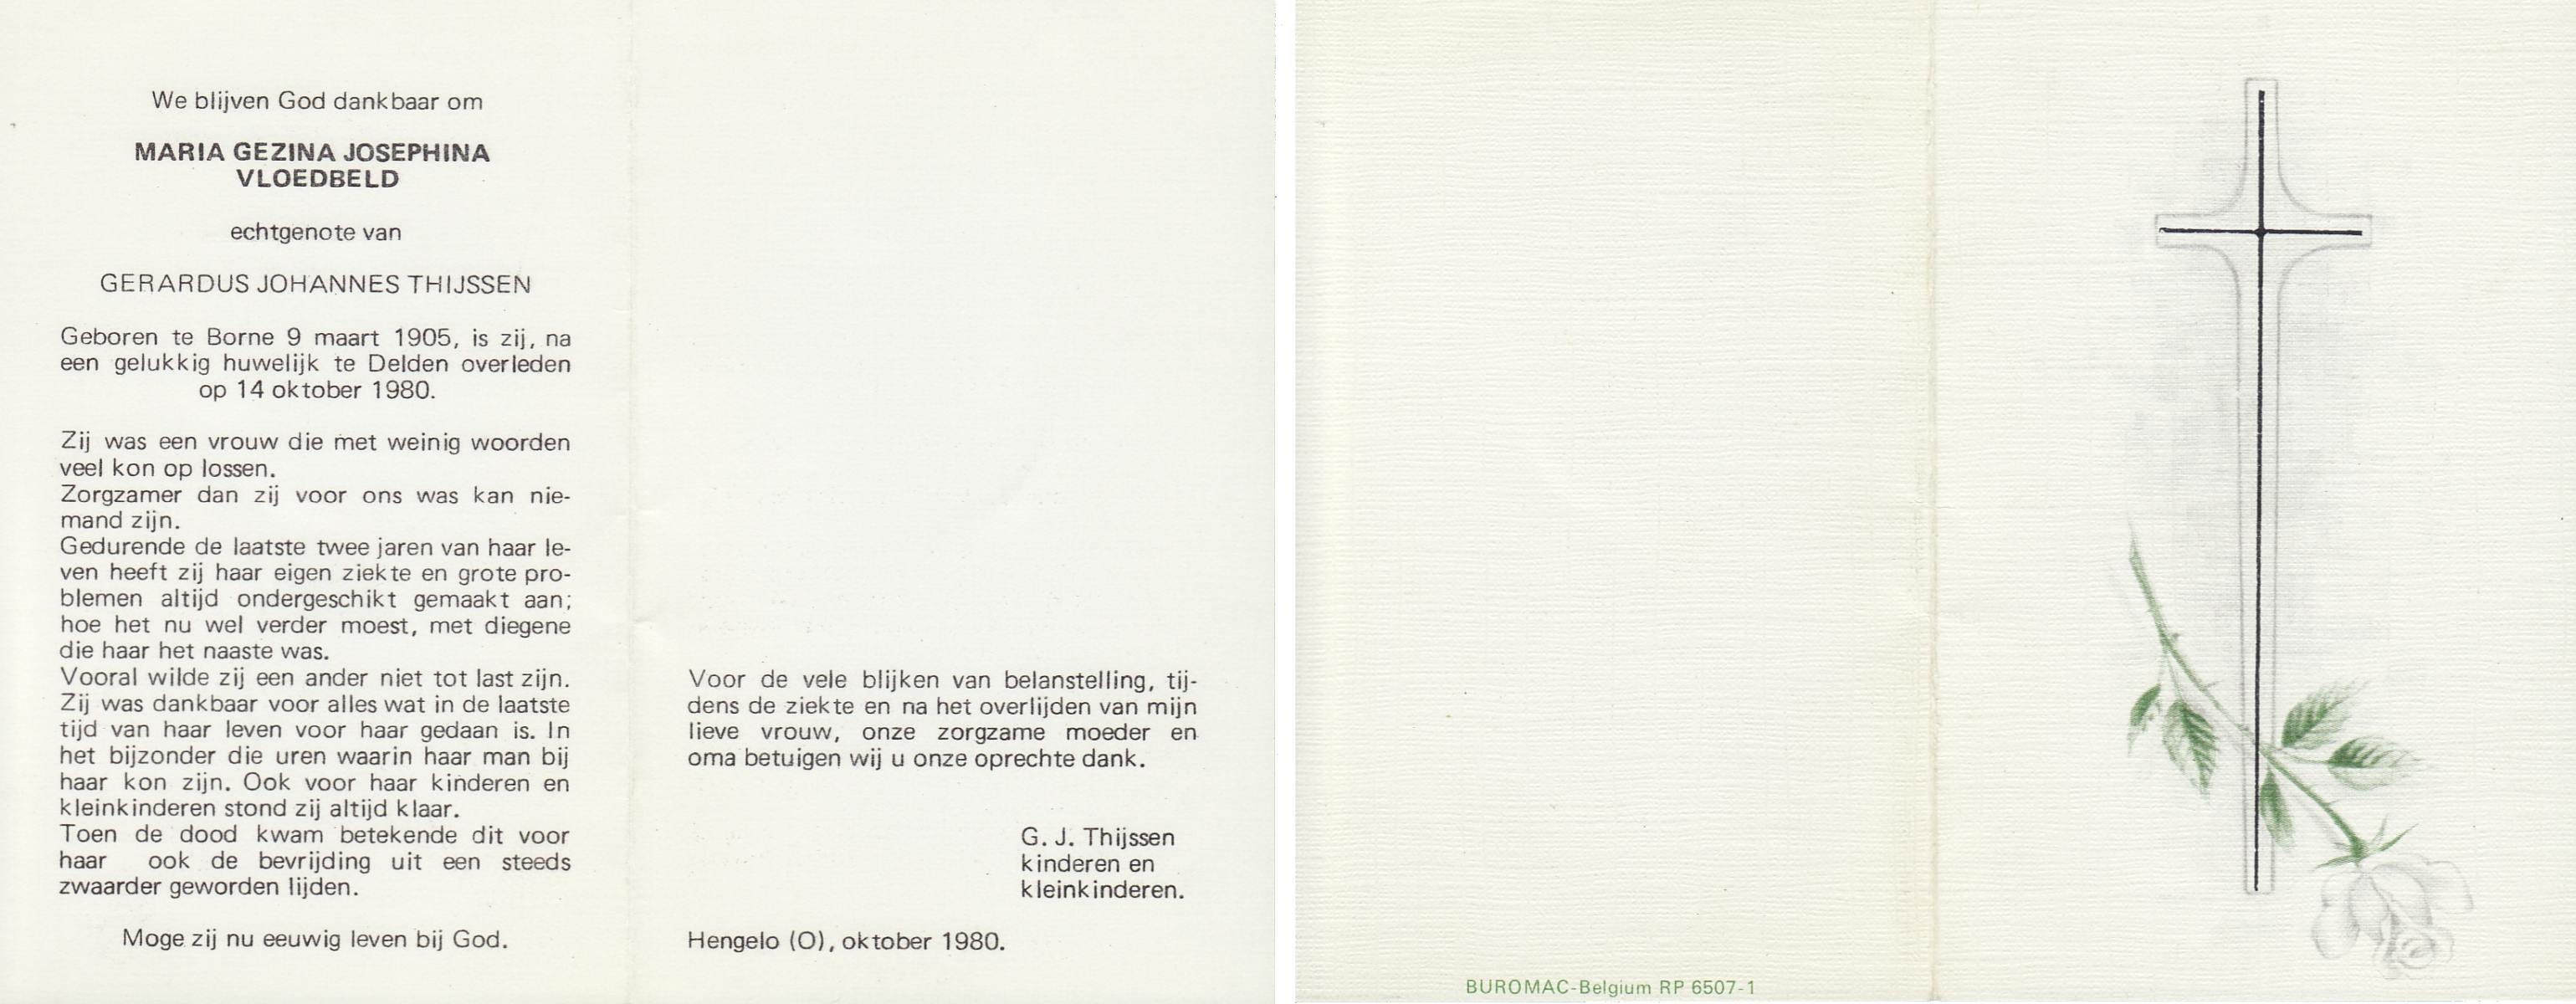 We blijven God dankbaar om
MARIA GEZINA JOSEPHINA
VLOEDBELD
echtgenote van
GERARDUS JOHANNES THIJSSEN
Geboren te Borne 9 maart 1905, is zij, na
een gelukkig huwelijk te Delden overleden
op 14 oktober 1980.
Zij was een vrouw die met weinig woorden
veel kon op lossen.
Zorgzamer dan zij voor ons was kan nie-
mand zijn.
Gedurende de laatste twee jaren van haar le-
ven heeft zij haar eigen ziekte en grote pro-
blemen altijd ondergeschikt gemaakt aan;
hoe het nu wel verder moest, met diegene
die haar het naaste was.
Vooral wilde zij een ander niet tot last zijn.
Zij was dankbaar voor alles wat in de laatste
tijd van haar leven voor haar gedaan is. In
het bijzonder die uren waarin haar man bij
haar kon zijn. Ook voor haar kinderen en
kleinkinderen stond zij altijd klaar.
Toen de dood kwam betekende dit voor
haar ook de bevrijding uit een steeds
zwaarder geworden lijden.
Moge zij nu eeuwig leven bij God.
Voor de vele blijken van belanstelling, tij-
dens de ziekte en na het overlijden van mijn
lieve vrouw, onze zorgzame moeder en
oma betuigen wij u onze oprechte dank.
G. J. Thijssen
kinderen en
kleinkinderen.
Hengelo (O), oktober 1980.
BUROMAC-Belgium RP 6507-1